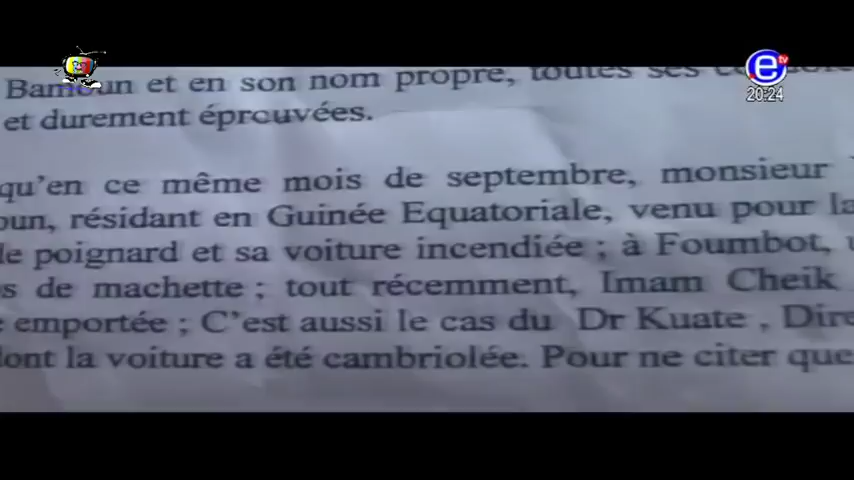 e tv
20:24
Bamoun et en son nom propre, toutes ses
et durement éprouvées.
qu'en ce même mois de septembre, monsieur
oun, résidant en Guinée Equatoriale, venu pour la
de poignard et sa voiture incendiée ; à Foumbot,
s de machette ; tout récemment, Imam Cheik
emportée ; C'est aussi le cas du Dr Kuate , Dire
dont la voiture a été cambriolée. Pour ne citer que